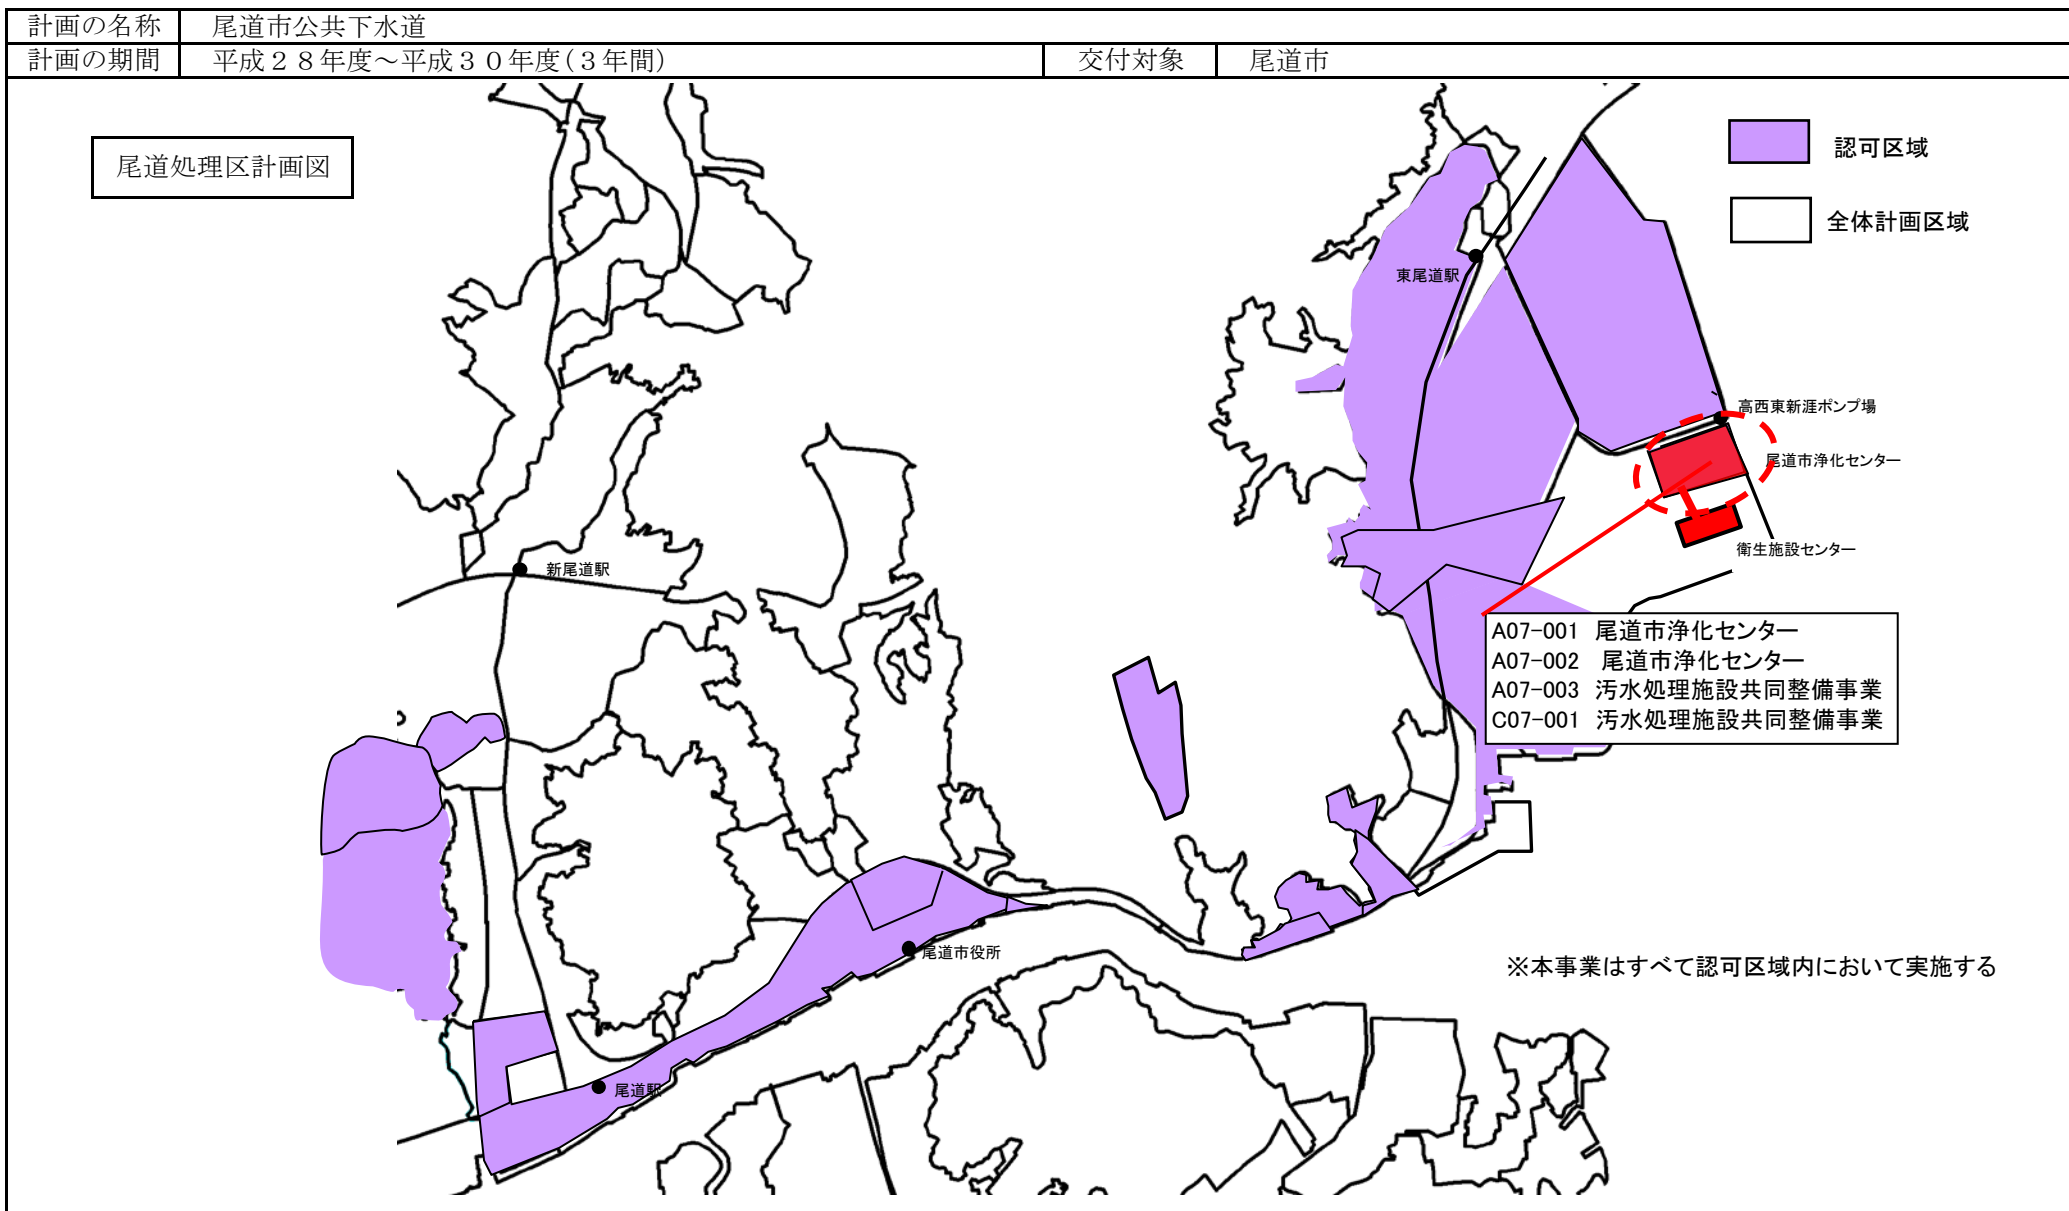 計画の名称 尾道市公共下水道
計画の期間 平成２８年度～平成３０年度(３年間) 交付対象 尾道市
尾道処理区計画図
認可区域
全体計画区域
東尾道駅
高西東新涯ポンプ場
尾道市浄化センター
衛生施設センター
新尾道駅
A07-001 尾道市浄化センター
A07-002 尾道市浄化センター
A07-003 汚水処理施設共同整備事業
C07-001 汚水処理施設共同整備事業
尾道市役所
※本事業はすべて認可区域内において実施する
尾道駅